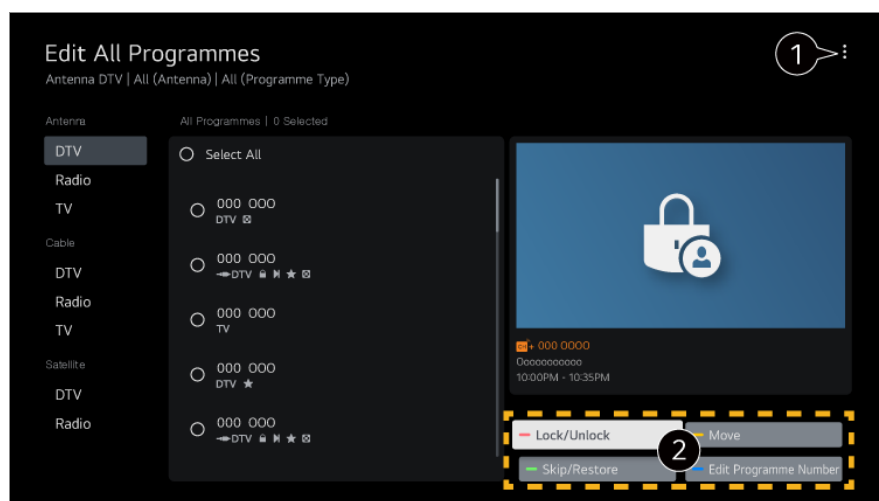 Edit All Programmes
Antenna DTV | All (Antenna) | All (Programme Type)
1
Antenna
DTV
Radio
TV
Cable
DTV
Radio
TV
Satellite
DTV
Radio
All Programmes | 0 Selected
Select All
000 000
DTV
000 000
DTV
000 000
TV
000 000
DTV ★
000 000
DTV
+ 000 0000
Ooooooooooo
10:00PM - 10:35PM
Lock/Unlock
Move
2
Skip/Restore
Edit Programme Number